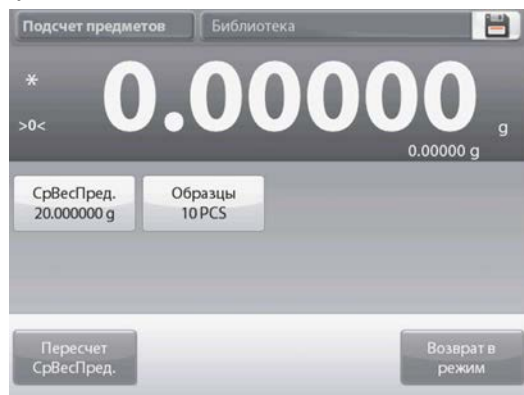 Подсчет предметов
Библиотека
*
0.00000
>0<
g
0.00000 g
СрВесПред.
20.000000 g
Образцы
10 PCS
Пересчет
СрВесПред.
Возврат в
режим